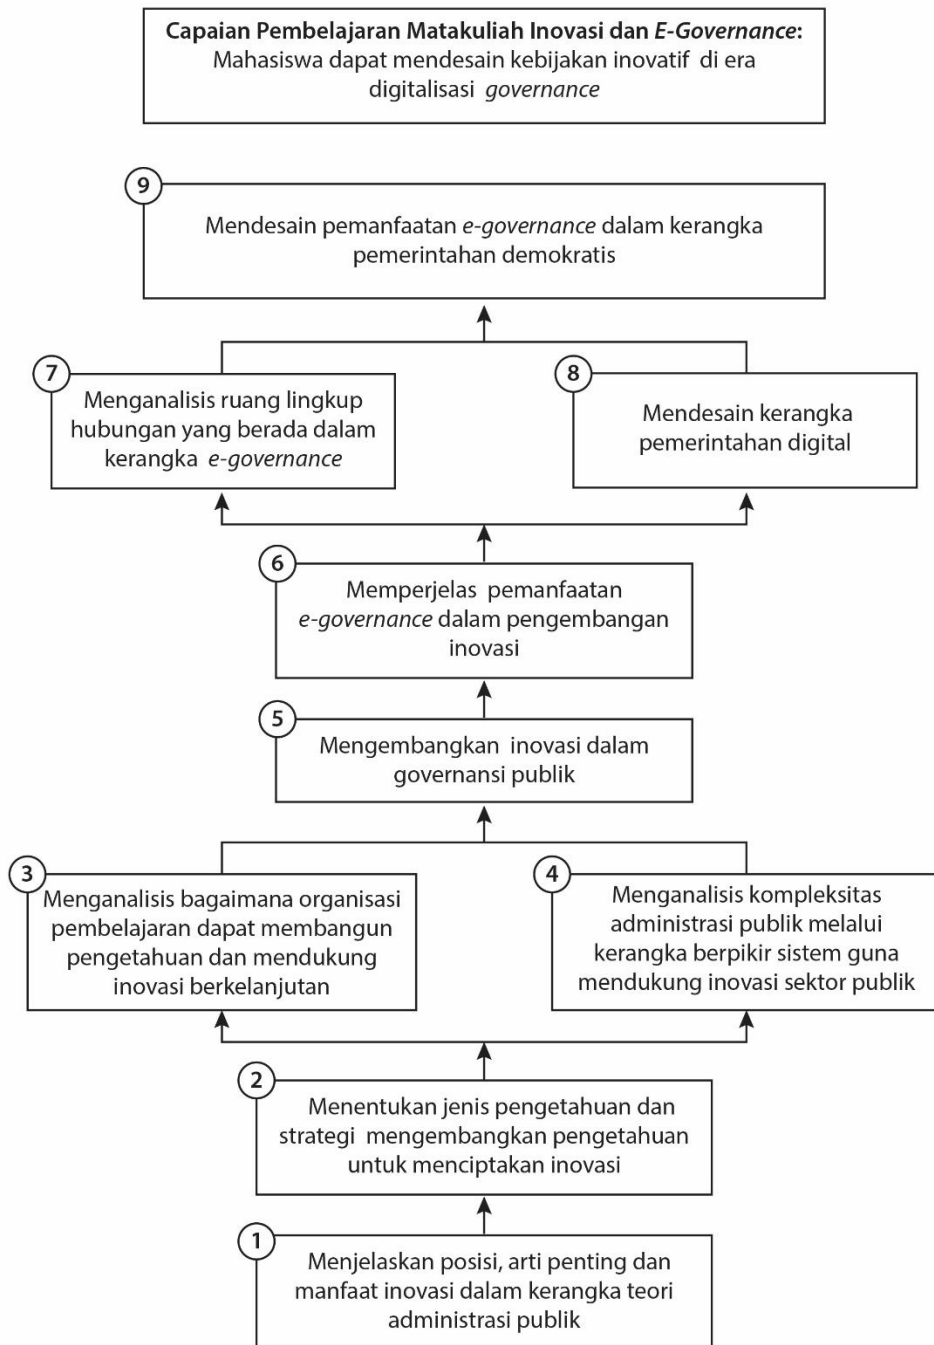 Capaian Pembelajaran Matakuliah Inovasi dan E-Governance:
Mahasiswa dapat mendesain kebijakan inovatif di era
digitalisasi governance
9
Mendesain pemanfaatan e-governance dalam kerangka
pemerintahan demokratis
7
Menganalisis ruang lingkup
hubungan yang berada dalam
kerangka e-governance
8
Mendesain kerangka
pemerintahan digital
6
Memperjelas pemanfaatan
e-governance dalam pengembangan
inovasi
5
Mengembangkan inovasi dalam
governansi publik
3
Menganalisis bagaimana organisasi
pembelajaran dapat membangun
pengetahuan dan mendukung
inovasi berkelanjutan
4
Menganalisis kompleksitas
administrasi publik melalui
kerangka berpikir sistem guna
mendukung inovasi sektor publik
2
Menentukan jenis pengetahuan dan
strategi mengembangkan pengetahuan
untuk menciptakan inovasi
1
Menjelaskan posisi, arti penting dan
manfaat inovasi dalam kerangka teori
administrasi publik